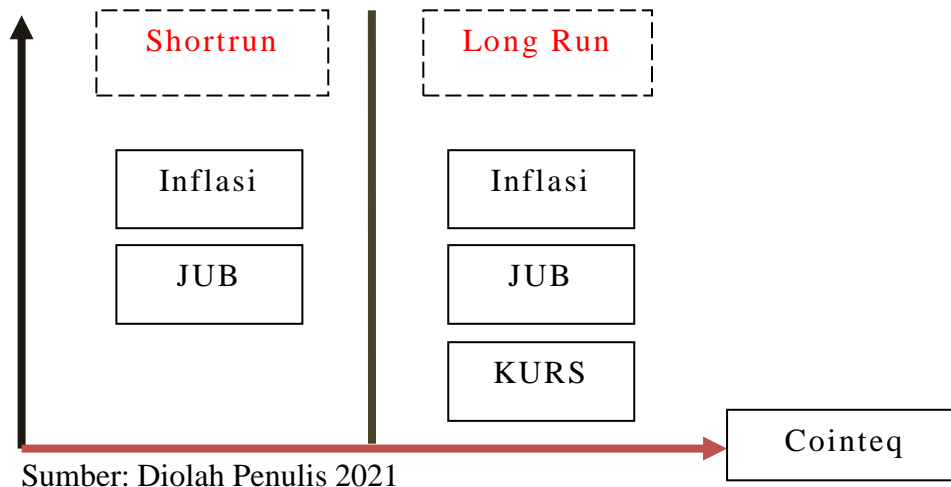 Shortrun
Long Run
Inflasi
Inflasi
JUB
JUB
KURS
Cointeq
Sumber: Diolah Penulis 2021